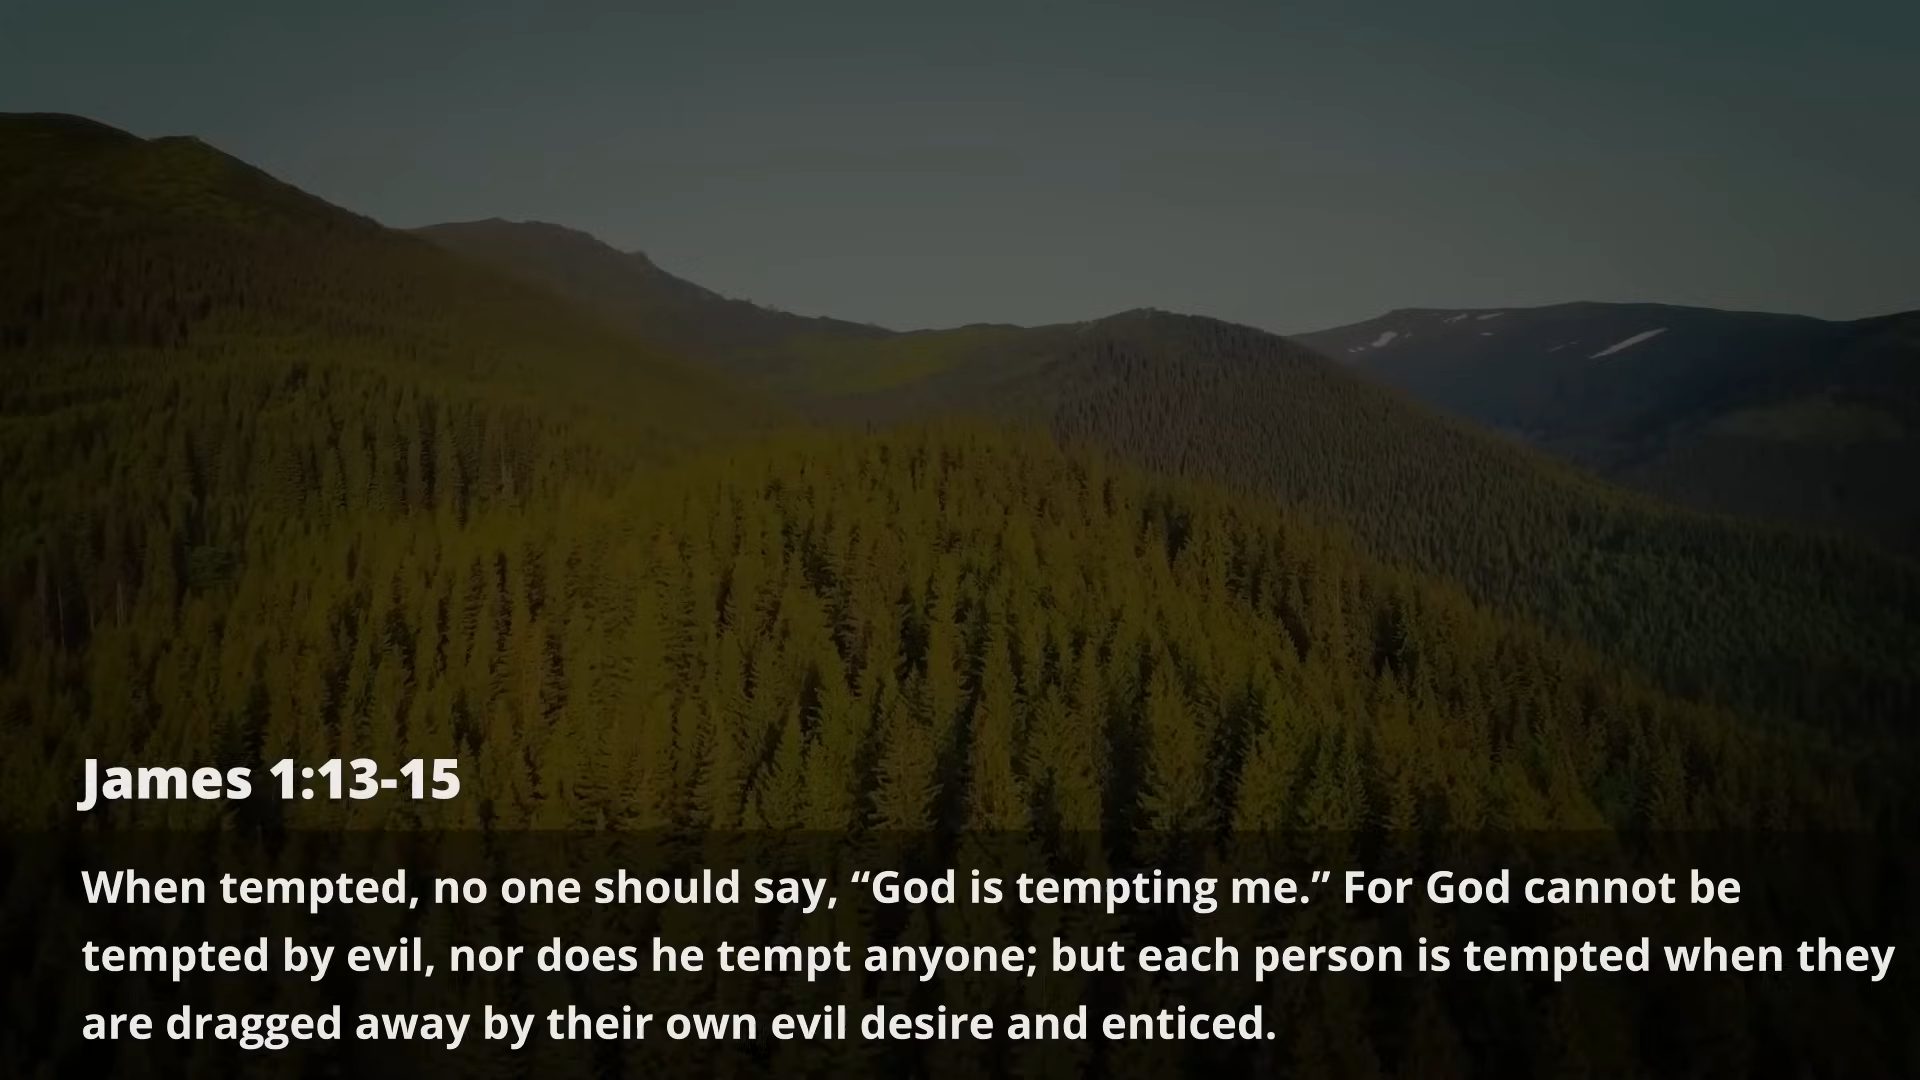 James 1:13-15
When tempted, no one should say, “God is tempting me.” For God cannot be
tempted by evil, nor does he tempt anyone; but each person is tempted when they
are dragged away by their own evil desire and enticed.